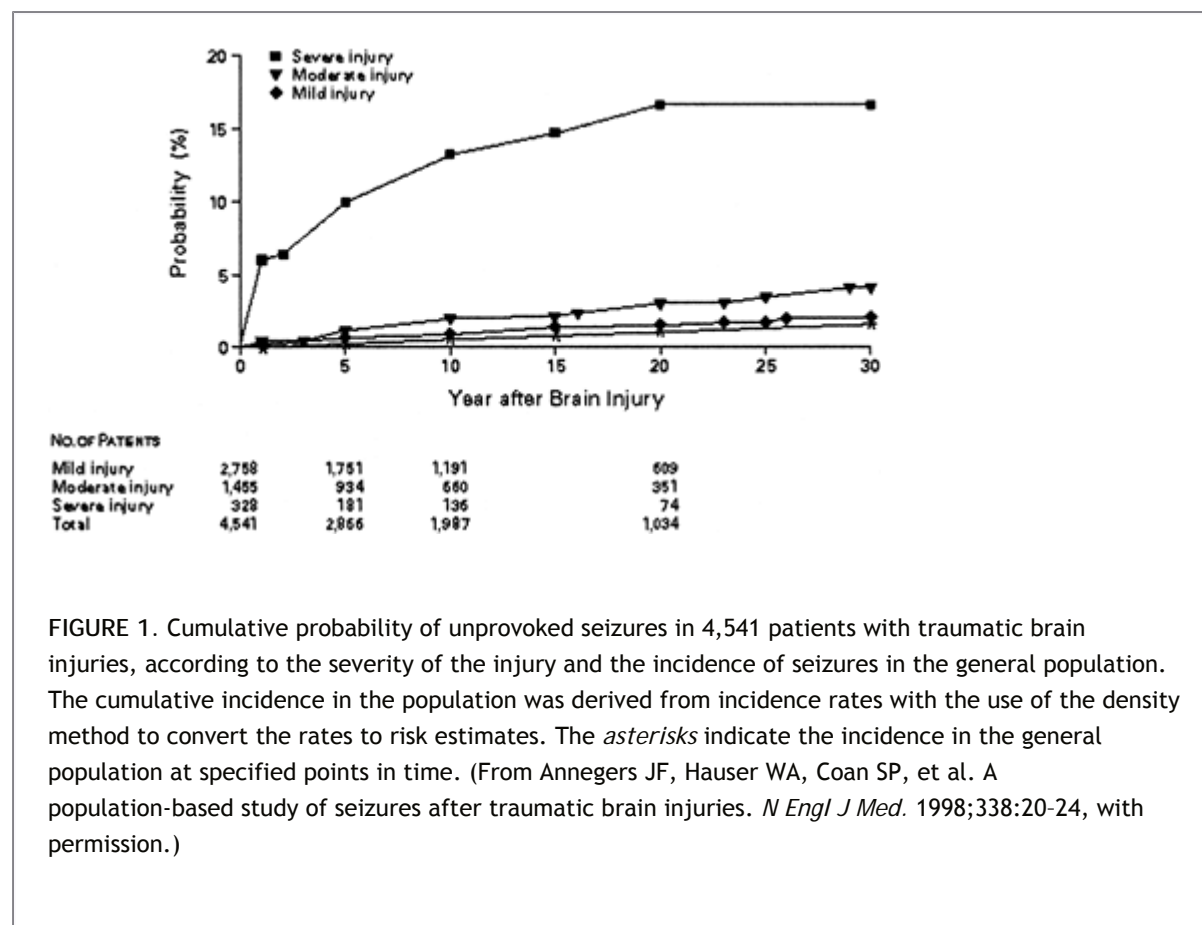 20
Severe injury
Moderate injury
Mild injury
15
10
5
0
Probability (%)
0 5 10 15 20 25 30
Year after Brain Injury
NO. OF PATENTS
Mild injury 2,758 1,751 1,191 609
Moderate injury 1,455 934 660 351
Severe injury 328 181 136 74
Total 4,541 2,866 1,987 1,034
FIGURE 1. Cumulative probability of unprovoked seizures in 4,541 patients with traumatic brain
injuries, according to the severity of the injury and the incidence of seizures in the general population.
The cumulative incidence in the population was derived from incidence rates with the use of the density
method to convert the rates to risk estimates. The asterisks indicate the incidence in the general
population at specified points in time. (From Annegers JF, Hauser WA, Coan SP, et al. A
population-based study of seizures after traumatic brain injuries. N Engl J Med. 1998;338:20-24, with
permission.)